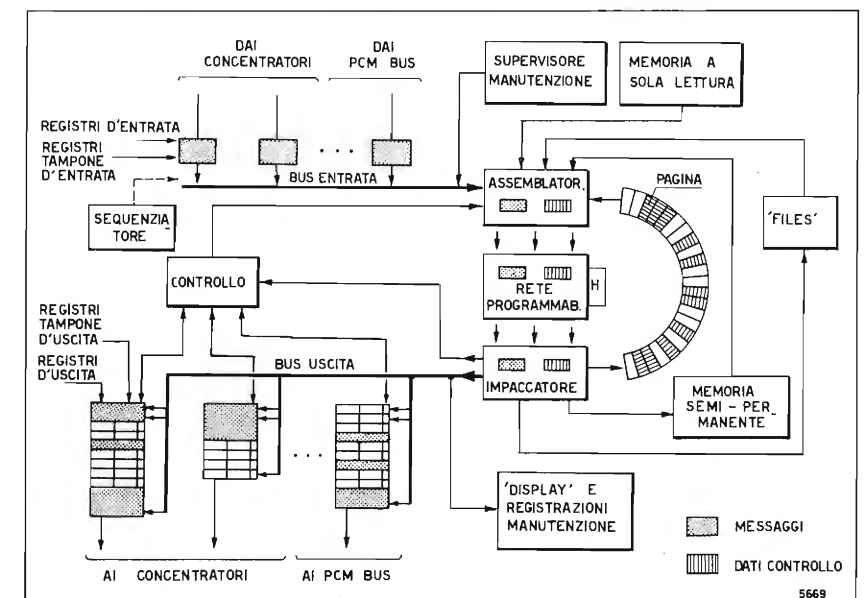 DAI
CONCENTRATORI
DAI
PCM BUS
SUPERVISORE
MANUTENZIONE
MEMORIA A
SOLA LETTURA
REGISTRI D'ENTRATA
REGISTRI
TAMPONE
D'ENTRATA
BUS ENTRATA
SEQUENZIA
TORE
ASSEMBLATOR.
PAGINA
'FILES'
CONTROLLO
RETE
PROGRAMMAB.
H
REGISTRI
TAMPONE
D'USCITA
REGISTRI
D'USCITA
BUS USCITA
IMPACCATORE
MEMORIA
SEMI-PER_
MANENTE
'DISPLAY' E
REGISTRAZIONI
MANUTENZIONE
MESSAGGI
DATI CONTROLLO
AI CONCENTRATORI
AI PCM BUS
5669